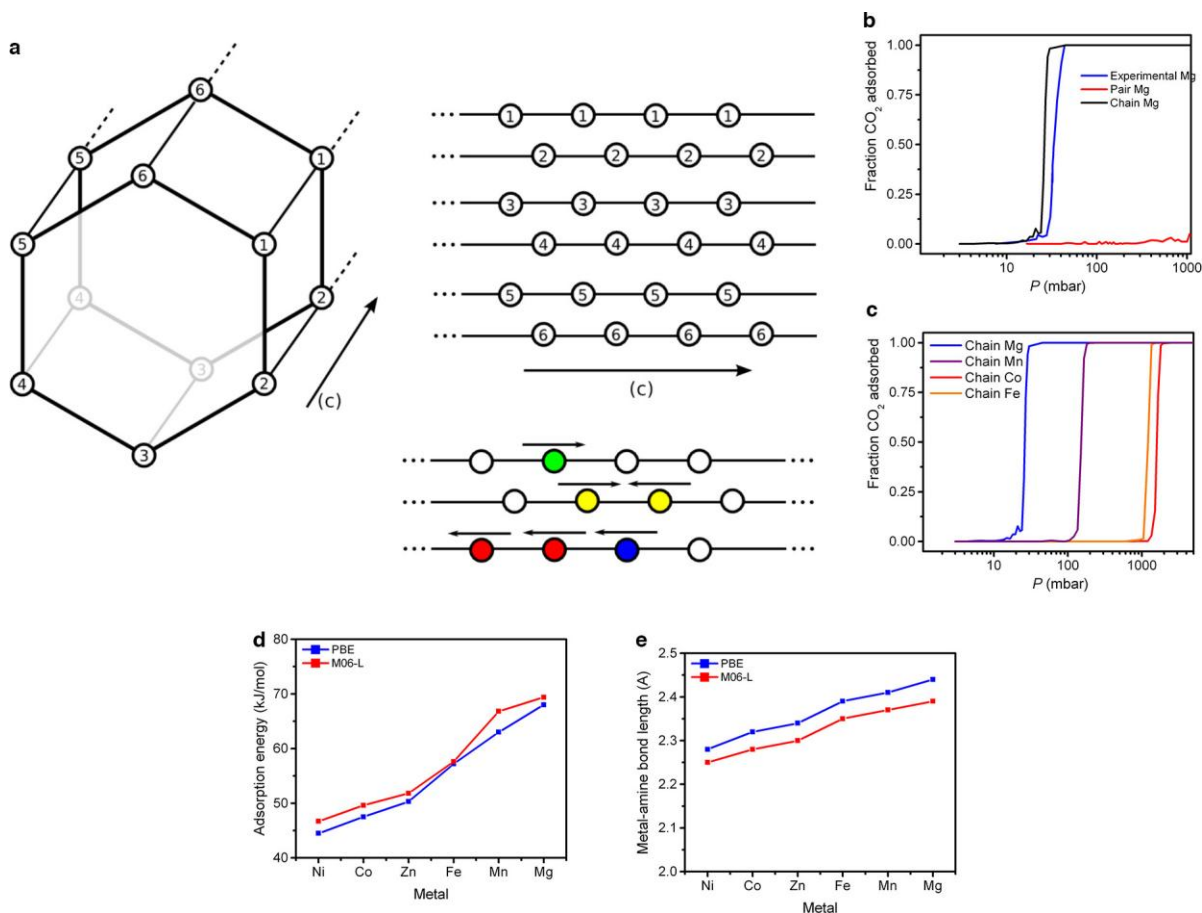 a
6
5
1
6
5
1
4
2
3
4
2
3
(c)
··· 1 1 1 1
··· 2 2 2 2
··· 3 3 3 3
··· 4 4 4 4
··· 5 5 5 5
··· 6 6 6 6
(c)
··· ···
··· ···
··· ···
b
Fraction CO₂ adsorbed
1.00
0.75
0.50
0.25
0.00
Experimental Mg
Pair Mg
Chain Mg
10 100 1000
P (mbar)
c
Fraction CO₂ adsorbed
1.00
0.75
0.50
0.25
0.00
Chain Mg
Chain Mn
Chain Co
Chain Fe
10 100 1000
P (mbar)
d
Adsorption energy (kJ/mol)
80
70
60
50
40
PBE
M06-L
Ni Co Zn Fe Mn Mg
Metal
e
Metal-amine bond length (A)
2.5
2.4
2.3
2.2
2.1
2.0
PBE
M06-L
Ni Co Zn Fe Mn Mg
Metal